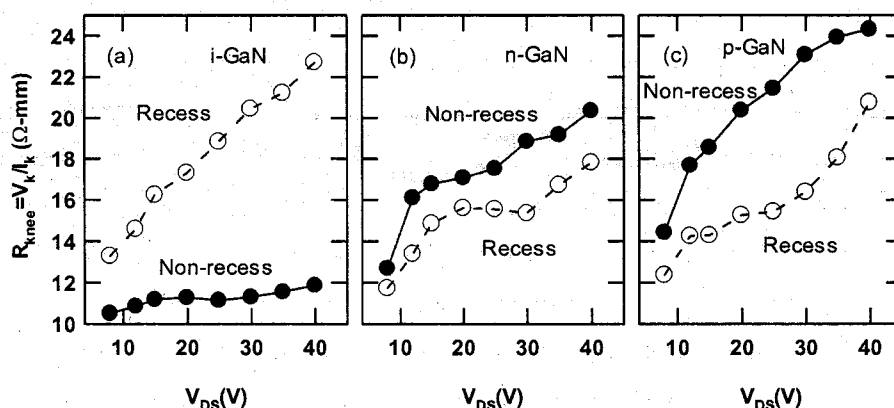 R_knee=V_k/I_k (Ω-mm)
24
22
20
18
16
14
12
10
(a) i-GaN
Recess
Non-recess
10 20 30 40
V_DS(V)
(b) n-GaN
Non-recess
Recess
10 20 30 40
V_DS(V)
(c) p-GaN
Non-recess
Recess
10 20 30 40
V_DS(V)